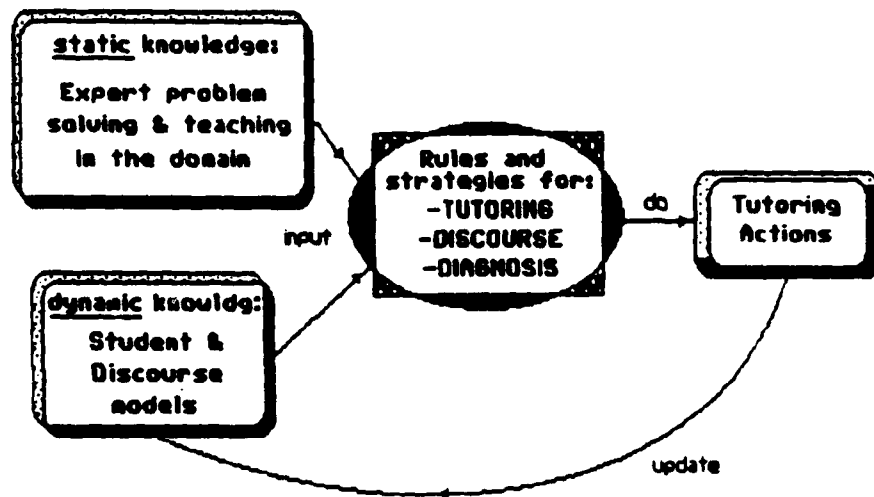 static knowledge:
Expert problem
solving & teaching
in the domain
input
dynamic knowldg:
Student &
Discourse
models
Rules and
strategies for:
-TUTORING
-DISCOURSE
-DIAGNOSIS
do
Tutoring
Actions
update